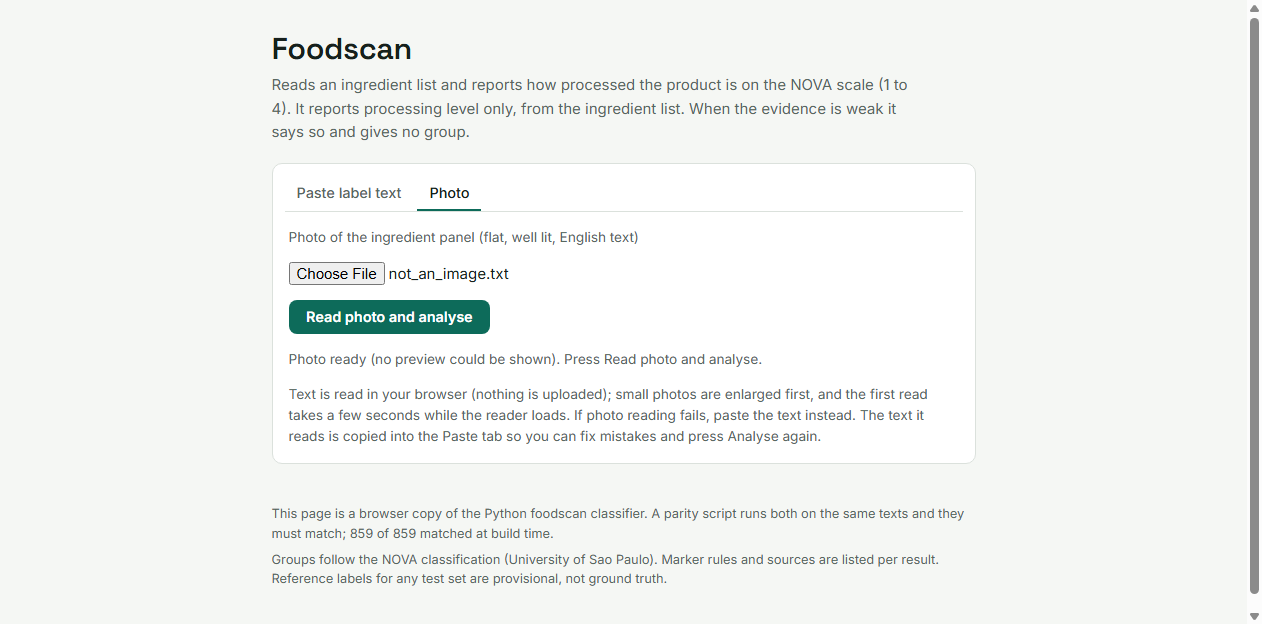 Foodscan
Reads an ingredient list and reports how processed the product is on the NOVA scale (1 to
4). It reports processing level only, from the ingredient list. When the evidence is weak it
says so and gives no group.
Paste label text Photo
Photo of the ingredient panel (flat, well lit, English text)
Choose File not_an_image.txt
Read photo and analyse
Photo ready (no preview could be shown). Press Read photo and analyse.
Text is read in your browser (nothing is uploaded); small photos are enlarged first, and the first read
takes a few seconds while the reader loads. If photo reading fails, paste the text instead. The text it
reads is copied into the Paste tab so you can fix mistakes and press Analyse again.
This page is a browser copy of the Python foodscan classifier. A parity script runs both on the same texts and they
must match; 859 of 859 matched at build time.
Groups follow the NOVA classification (University of Sao Paulo). Marker rules and sources are listed per result.
Reference labels for any test set are provisional, not ground truth.